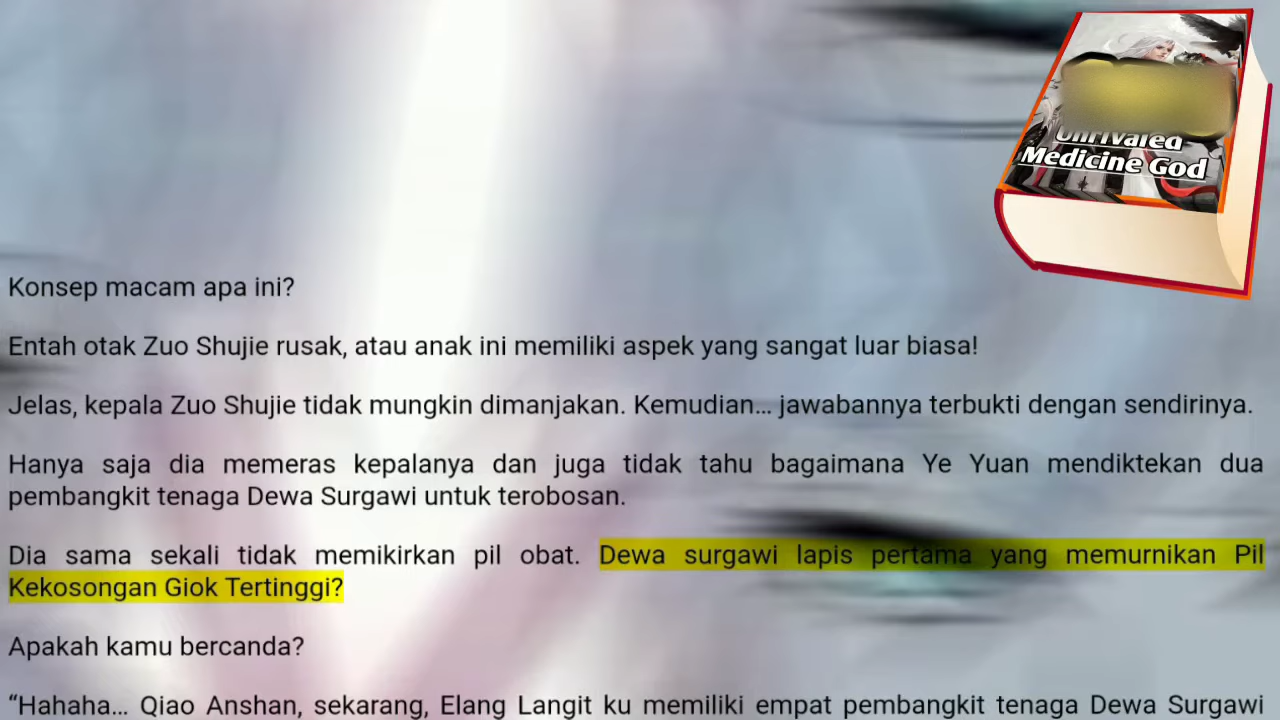 Unrivaled
Medicine God
Konsep macam apa ini?
Entah otak Zuo Shujie rusak, atau anak ini memiliki aspek yang sangat luar biasa!
Jelas, kepala Zuo Shujie tidak mungkin dimanjakan. Kemudian... jawabannya terbukti dengan sendirinya.
Hanya saja dia memeras kepalanya dan juga tidak tahu bagaimana Ye Yuan mendiktekan dua
pembangkit tenaga Dewa Surgawi untuk terobosan.
Dia sama sekali tidak memikirkan pil obat. Dewa surgawi lapis pertama yang memurnikan Pil
Kekosongan Giok Tertinggi?
Apakah kamu bercanda?
“Hahaha... Qiao Anshan, sekarang, Elang Langit ku memiliki empat pembangkit tenaga Dewa Surgawi